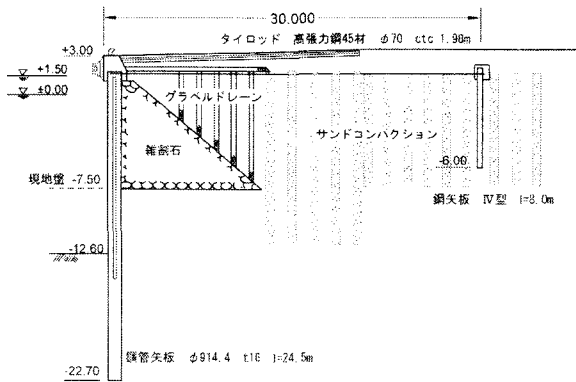 30.000
タイロッド 高張力鋼45材 φ70 ctc 1.90m
+3.00
+1.50
±0.00
グラベルドレーン
サンドコンパクション
雑割石
-6.00
現地盤 -7.50
鋼矢板 Ⅳ型 l=8.0m
-12.60
鋼管矢板 φ914.4 t16 l=24.5m
-22.70